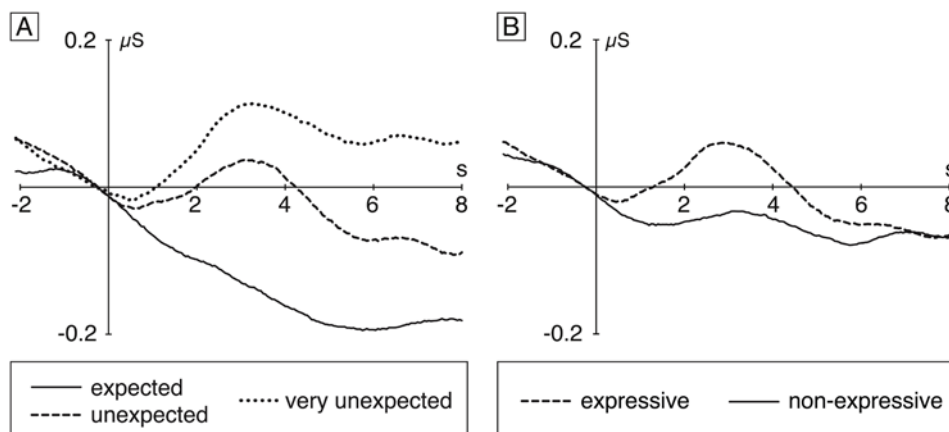 A
0.2
µS
s
-2
2
4
6
8
-0.2
expected
unexpected
very unexpected
B
0.2
µS
s
-2
2
4
6
8
-0.2
expressive
non-expressive